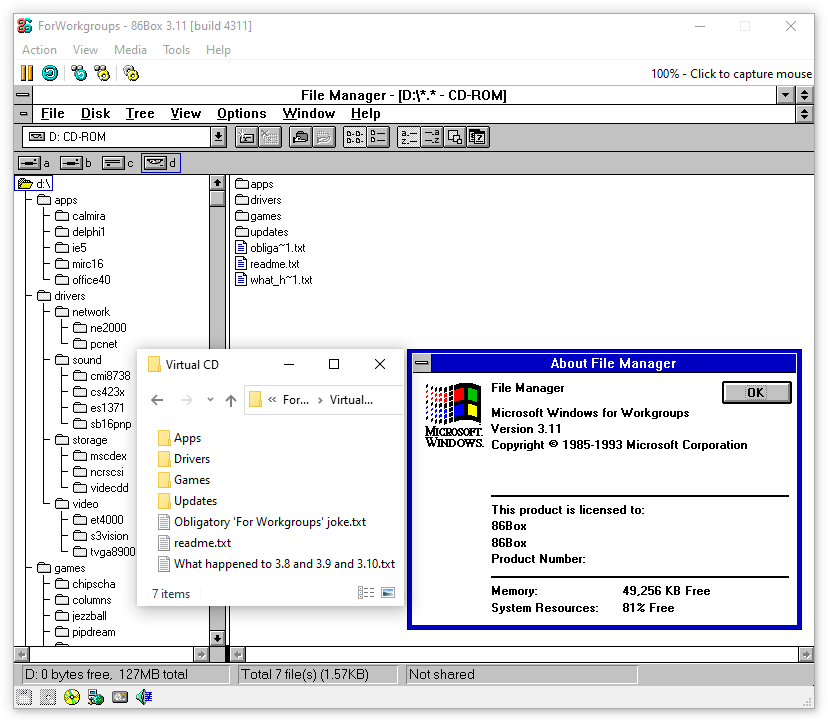 ForWorkgroups - 86Box 3.11 [build 4311]
Action View Media Tools Help
100% - Click to capture mouse
File Manager - [D:\*.* - CD-ROM]
File Disk Tree View Options Window Help
D: CD-ROM
a b c d
d:\
apps
calmira
delphi1
ie5
mirc16
office40
drivers
network
ne2000
pcnet
sound
cmi8738
cs423x
es1371
sb16pnp
storage
mscdex
ncrscsi
videcdd
video
et4000
s3vision
tvga8900
games
chipscha
columns
jezzball
pipdream
apps
drivers
games
updates
obliga~1.txt
readme.txt
what_h~1.txt
Virtual CD
« For... › Virtual...
Apps
Drivers
Games
Updates
Obligatory 'For Workgroups' joke.txt
readme.txt
What happened to 3.8 and 3.9 and 3.10.txt
7 items
About File Manager
File Manager
OK
Microsoft Windows for Workgroups
Version 3.11
Copyright © 1985-1993 Microsoft Corporation
MICROSOFT.
WINDOWS.
This product is licensed to:
86Box
86Box
Product Number:
Memory: 49,256 KB Free
System Resources: 81% Free
D: 0 bytes free, 127MB total
Total 7 file(s) (1.57KB)
Not shared